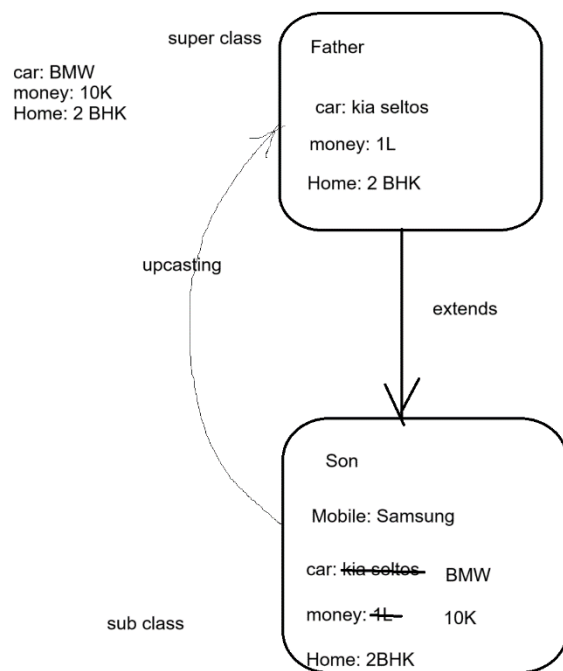 super class
Father
car: BMW
money: 10K
Home: 2 BHK
car: kia seltos
money: 1L
Home: 2 BHK
upcasting
extends
Son
Mobile: Samsung
car: kia seltos BMW
money: 1L 10K
sub class
Home: 2BHK